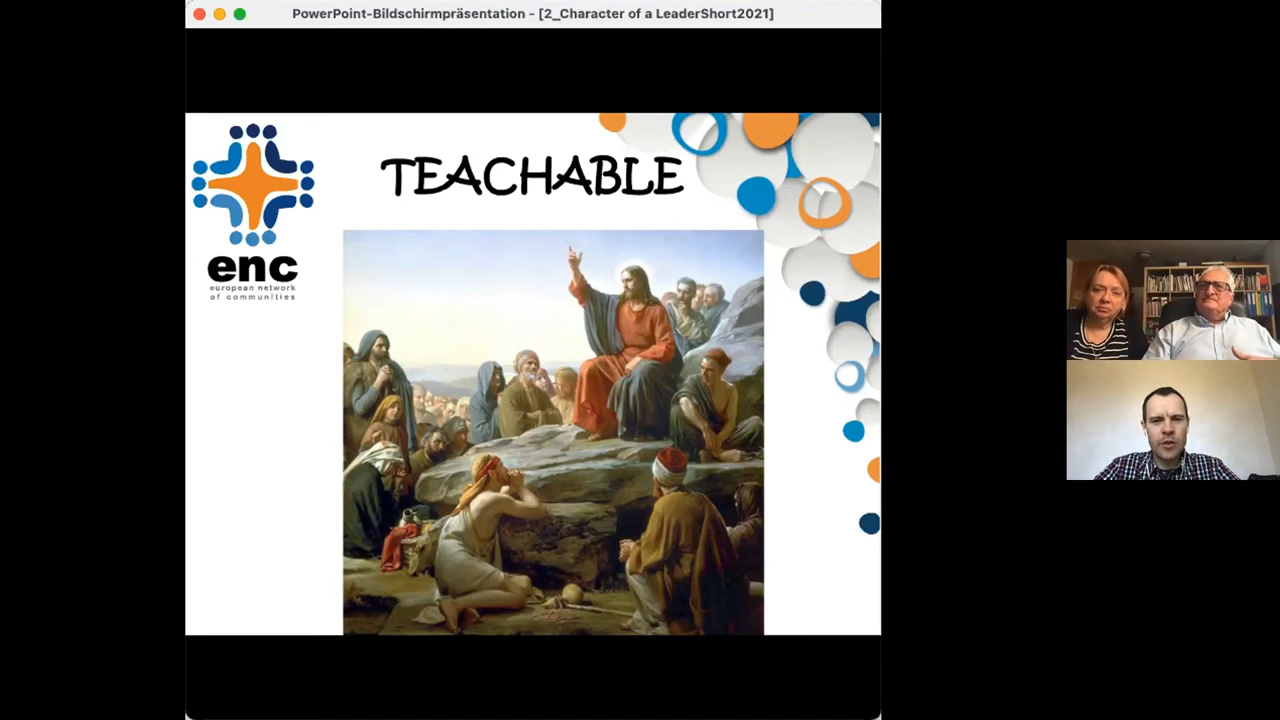 PowerPoint-Bildschirmpräsentation - [2_Character of a LeaderShort2021]
TEACHABLE
enc
european network
of communities